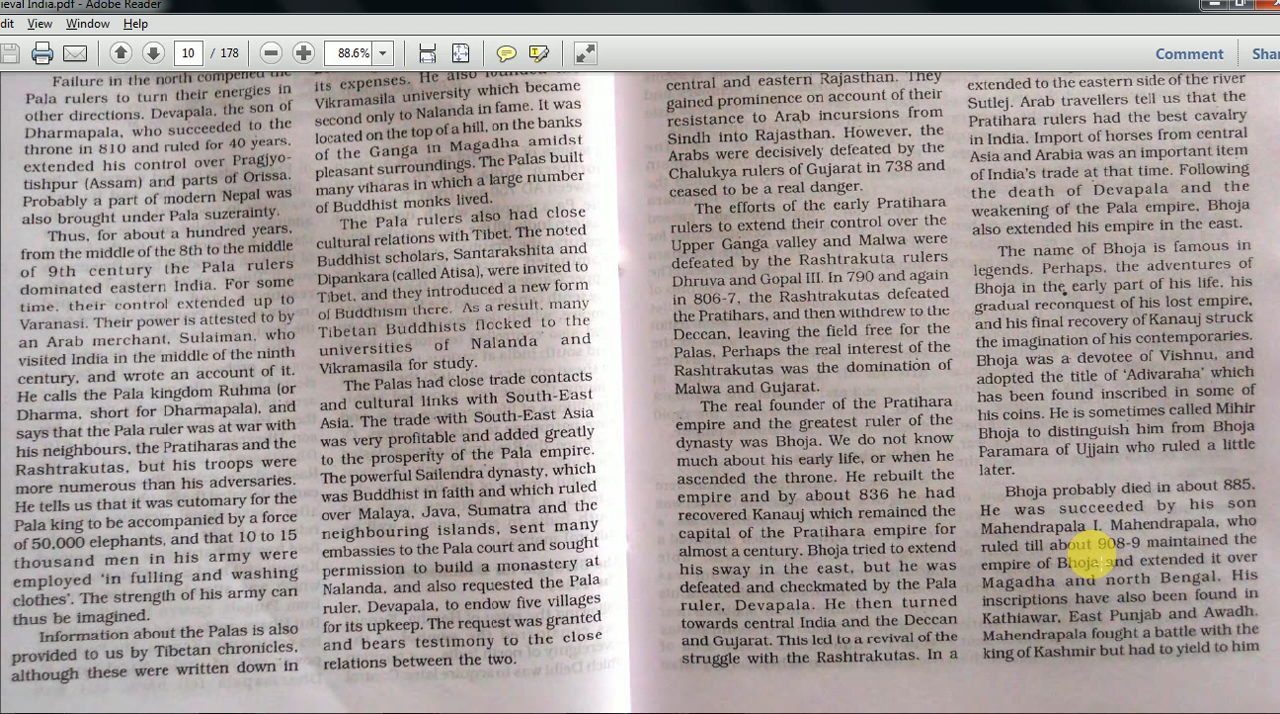 ieval India.pdf - Adobe Reader
dit View Window Help
10 / 178 88.6% Comment Shar
Failure in the north compelled the
Pala rulers to turn their energies in
other directions. Devapala, the son of
Dharmapala, who succeeded to the
throne in 810 and ruled for 40 years,
extended his control over Pragjyo-
tishpur (Assam) and parts of Orissa.
Probably a part of modern Nepal was
also brought under Pala suzerainty.
Thus, for about a hundred years,
from the middle of the 8th to the middle
of 9th century the Pala rulers
dominated eastern India. For some
time, their control extended up to
Varanasi. Their power is attested to by
an Arab merchant, Sulaiman, who
visited India in the middle of the ninth
century, and wrote an account of it.
He calls the Pala kingdom Ruhma (or
Dharma, short for Dharmapala), and
says that the Pala ruler was at war with
his neighbours, the Pratiharas and the
Rashtrakutas, but his troops were
more numerous than his adversaries.
He tells us that it was cutomary for the
Pala king to be accompanied by a force
of 50,000 elephants, and that 10 to 15
thousand men in his army were
employed ‘in fulling and washing
clothes’. The strength of his army can
thus be imagined.
Information about the Palas is also
provided to us by Tibetan chronicles,
although these were written down in
its expenses. He also founded the
Vikramasila university which became
second only to Nalanda in fame. It was
located on the top of a hill, on the banks
of the Ganga in Magadha amidst
pleasant surroundings. The Palas built
many viharas in which a large number
of Buddhist monks lived.
The Pala rulers also had close
cultural relations with Tibet. The noted
Buddhist scholars, Santarakshita and
Dipankara (called Atisa), were invited to
Tibet, and they introduced a new form
of Buddhism there. As a result, many
Tibetan Buddhists flocked to the
universities of Nalanda and
Vikramasila for study.
The Palas had close trade contacts
and cultural links with South-East
Asia. The trade with South-East Asia
was very profitable and added greatly
to the prosperity of the Pala empire.
The powerful Sailendra dynasty, which
was Buddhist in faith and which ruled
over Malaya, Java, Sumatra and the
neighbouring islands, sent many
embassies to the Pala court and sought
permission to build a monastery at
Nalanda, and also requested the Pala
ruler, Devapala, to endow five villages
for its upkeep. The request was granted
and bears testimony to the close
relations between the two.
central and eastern Rajasthan. They
gained prominence on account of their
resistance to Arab incursions from
Sindh into Rajasthan. However, the
Arabs were decisively defeated by the
Chalukya rulers of Gujarat in 738 and
ceased to be a real danger.
The efforts of the early Pratihara
rulers to extend their control over the
Upper Ganga valley and Malwa were
defeated by the Rashtrakuta rulers
Dhruva and Gopal III. In 790 and again
in 806-7, the Rashtrakutas defeated
the Pratihars, and then withdrew to the
Deccan, leaving the field free for the
Palas. Perhaps the real interest of the
Rashtrakutas was the domination of
Malwa and Gujarat.
The real founder of the Pratihara
empire and the greatest ruler of the
dynasty was Bhoja. We do not know
much about his early life, or when he
ascended the throne. He rebuilt the
empire and by about 836 he had
recovered Kanauj which remained the
capital of the Pratihara empire for
almost a century. Bhoja tried to extend
his sway in the east, but he was
defeated and checkmated by the Pala
ruler, Devapala. He then turned
towards central India and the Deccan
and Gujarat. This led to a revival of the
struggle with the Rashtrakutas. In a
extended to the eastern side of the river
Sutlej. Arab travellers tell us that the
Pratihara rulers had the best cavalry
in India. Import of horses from central
Asia and Arabia was an important item
of India's trade at that time. Following
the death of Devapala and the
weakening of the Pala empire, Bhoja
also extended his empire in the east.
The name of Bhoja is famous in
legends. Perhaps, the adventures of
Bhoja in the early part of his life, his
gradual reconquest of his lost empire,
and his final recovery of Kanauj struck
the imagination of his contemporaries.
Bhoja was a devotee of Vishnu, and
adopted the title of ‘Adivaraha’ which
has been found inscribed in some of
his coins. He is sometimes called Mihir
Bhoja to distinguish him from Bhoja
Paramara of Ujjain who ruled a little
later.
Bhoja probably died in about 885.
He was succeeded by his son
Mahendrapala I. Mahendrapala, who
ruled till about 908-9 maintained the
empire of Bhoja and extended it over
Magadha and north Bengal. His
inscriptions have also been found in
Kathiawar, East Punjab and Awadh.
Mahendrapala fought a battle with the
king of Kashmir but had to yield to him